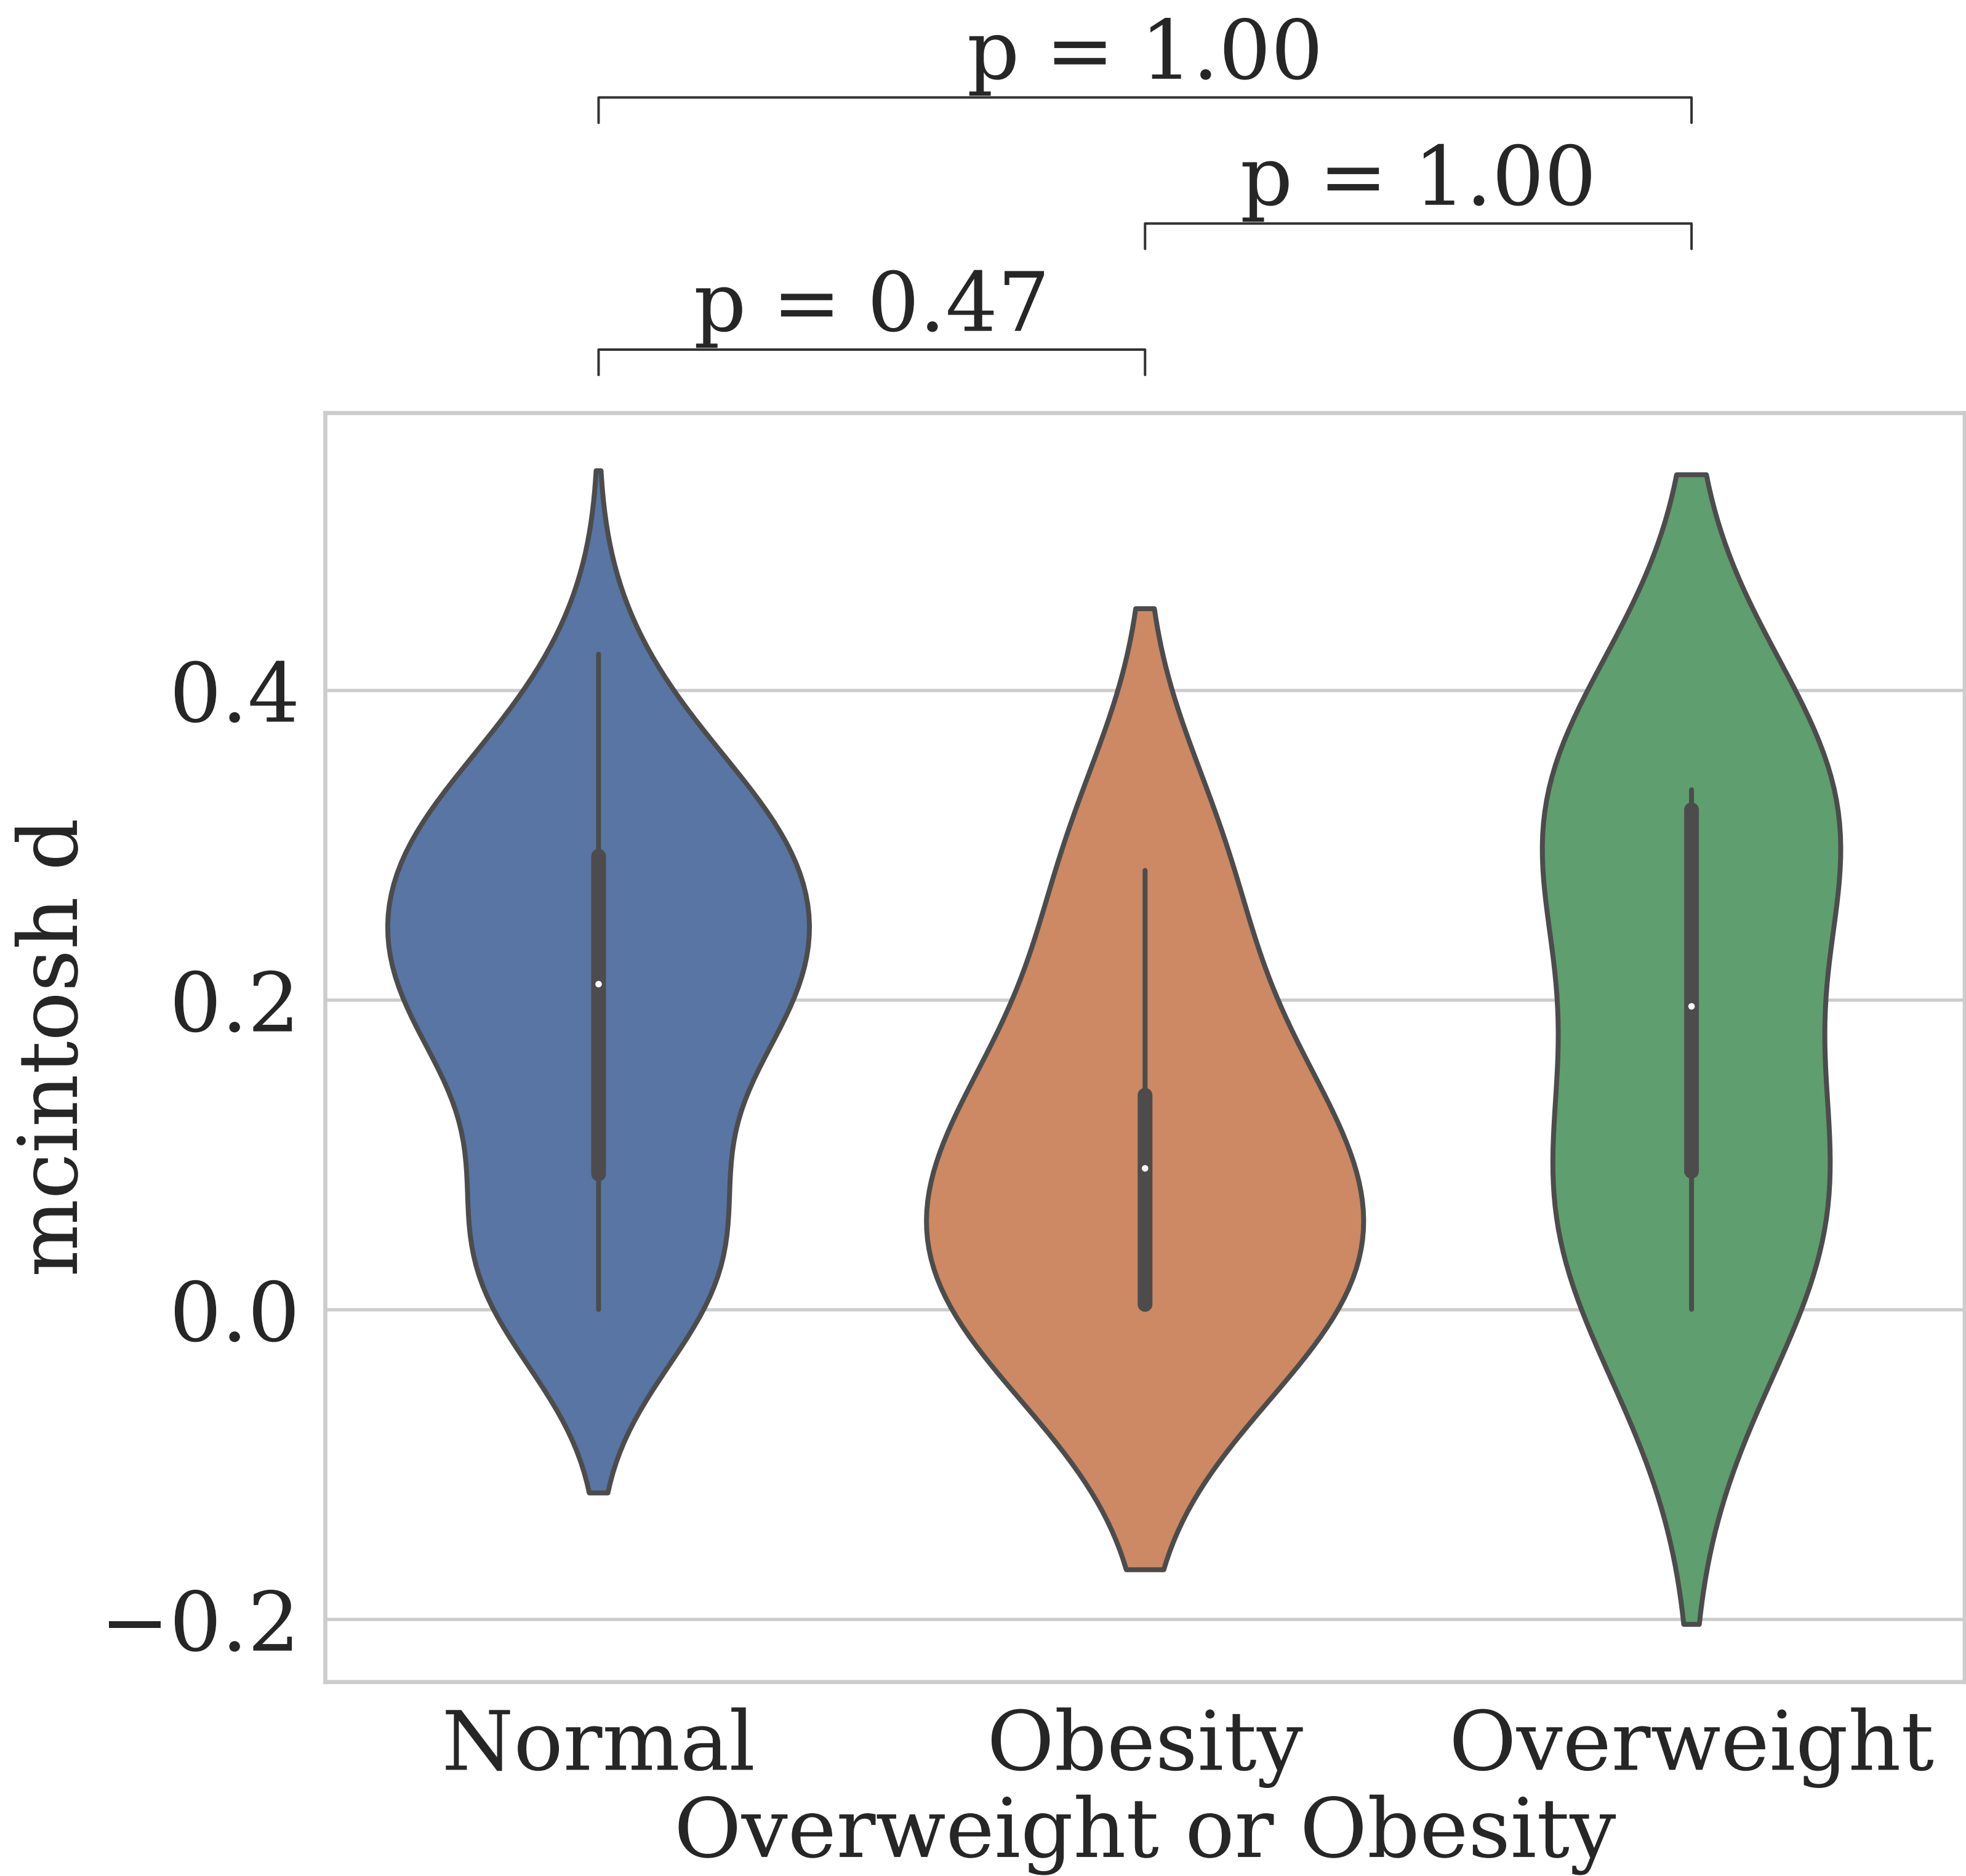 p = 1.00
p = 1.00
p = 0.47
mcintosh d
0.4
0.2
0.0
−0.2
Normal Obesity Overweight
Overweight or Obesity